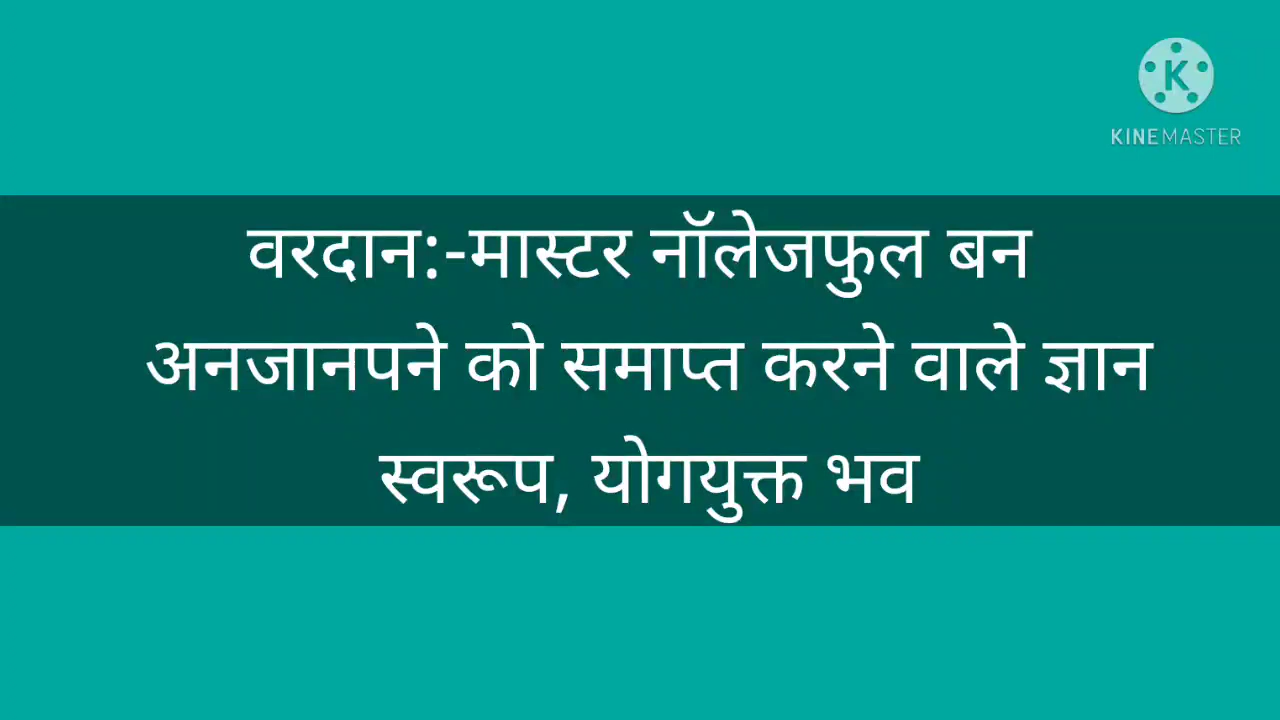 KINEMASTER
वरदान:-मास्टर नॉलेजफुल बन
अनजानपने को समाप्त करने वाले ज्ञान
स्वरूप, योगयुक्त भव